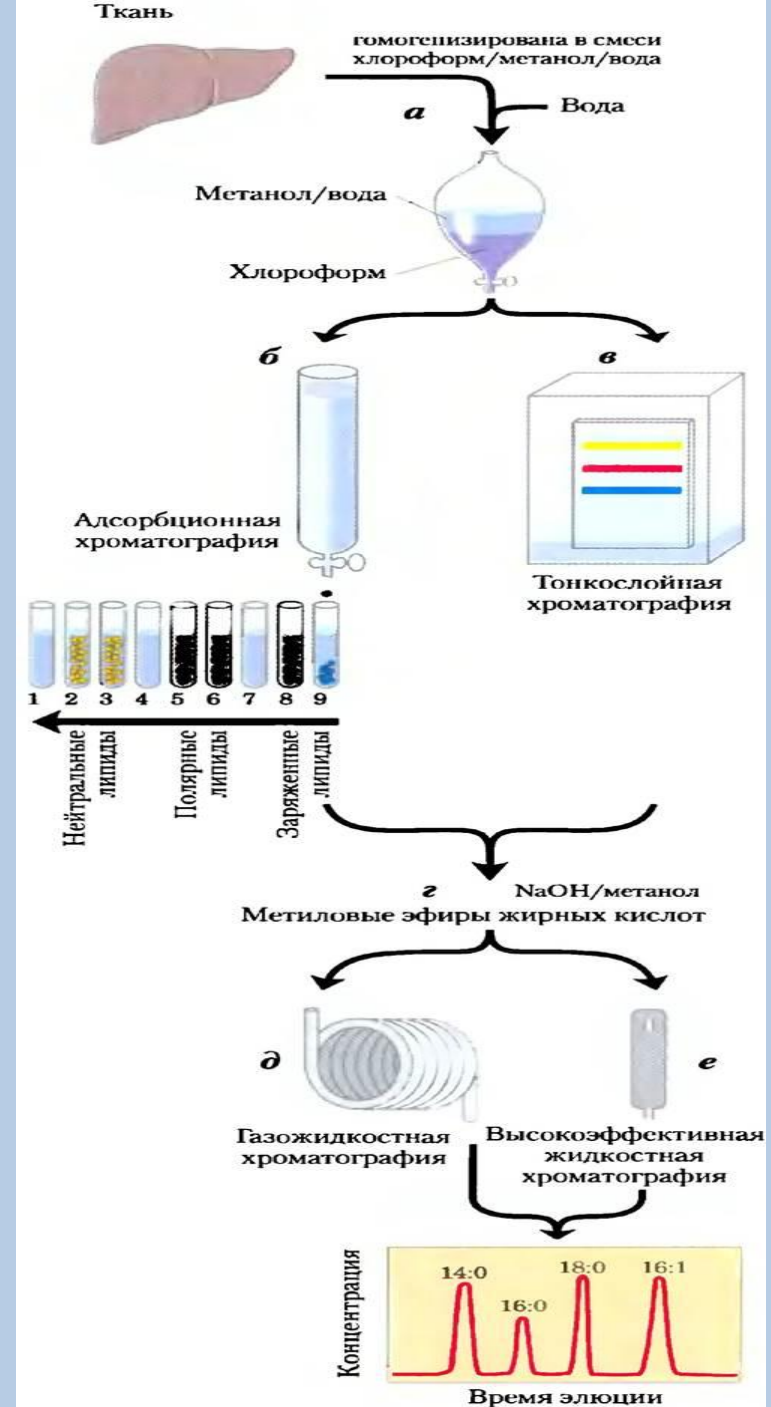 Ткань
гомогенизирована в смеси
хлороформ/метанол/вода
а
Вода
Метанол/вода
Хлороформ
б
в
Адсорбционная
хроматография
Тонкослойная
хроматография
1 2 3 4 5 6 7 8 9
Нейтральные
липиды
Полярные
липиды
Заряженные
липиды
г
NaOH/метанол
Метиловые эфиры жирных кислот
д
е
Газожидкостная
хроматография
Высокоэффективная
жидкостная
хроматография
Концентрация
14:0
16:0
18:0
16:1
Время элюции